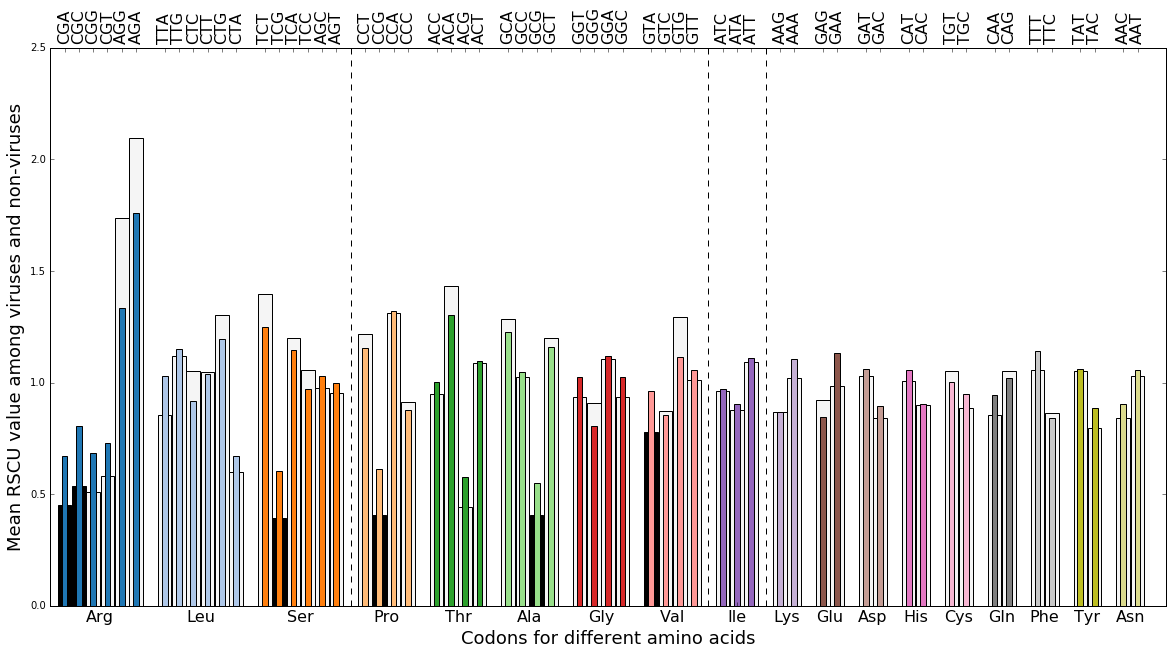 CGA CGC CGG CGT AGG AGA TTA TTG CTC CTT CTG CTA TCT TCG TCA TCC AGC AGT CCT CCG CCA CCC ACC ACA ACG ACT GCA GCC GCG GCT GGT GGG GGA GGC GTA GTC GTG GTT ATC ATA ATT AAG AAA GAG GAA GAT GAC CAT CAC TGT TGC CAA CAG TTT TTC TAT TAC AAC AAT
2.5
2.0
1.5
1.0
0.5
0.0
Mean RSCU value among viruses and non-viruses
Arg Leu Ser Pro Thr Ala Gly Val Ile Lys Glu Asp His Cys Gln Phe Tyr Asn
Codons for different amino acids